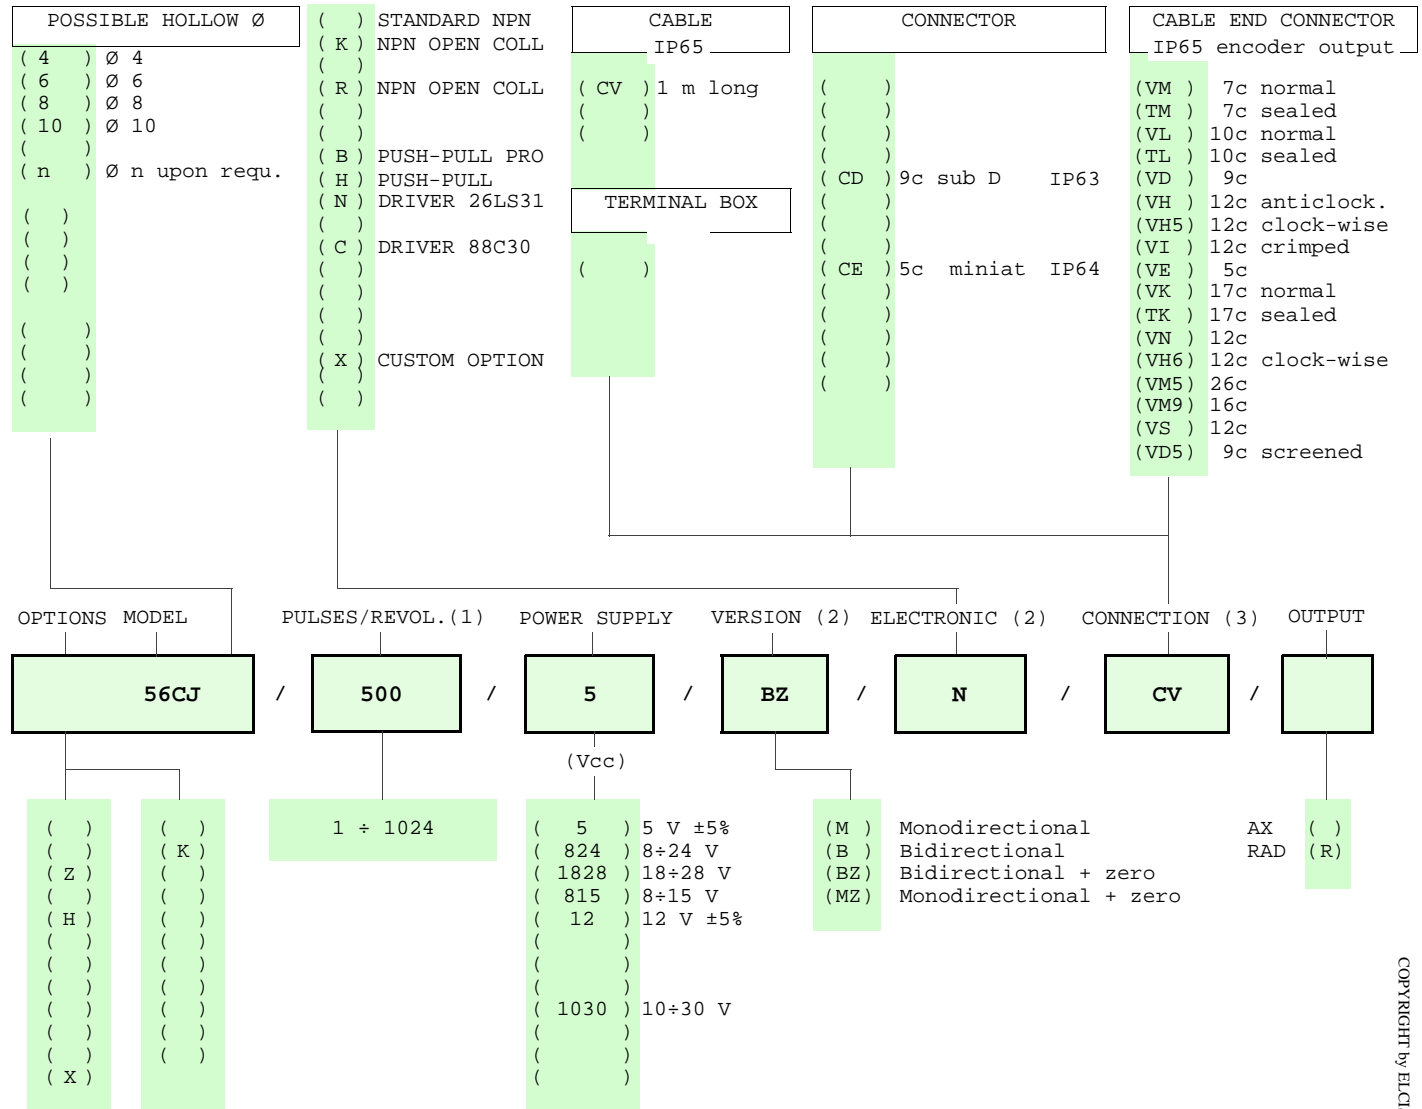 POSSIBLE HOLLOW Ø
( 4 ) Ø 4
( 6 ) Ø 6
( 8 ) Ø 8
( 10 ) Ø 10
( )
( n ) Ø n upon requ.
( )
( )
( )
( )
( )
( )
( )
( )
( ) STANDARD NPN
( K ) NPN OPEN COLL
( )
( R ) NPN OPEN COLL
( )
( )
( B ) PUSH-PULL PRO
( H ) PUSH-PULL
( N ) DRIVER 26LS31
( )
( C ) DRIVER 88C30
( )
( )
( )
( )
( X ) CUSTOM OPTION
( )
( )
CABLE
IP65
( CV ) 1 m long
( )
( )
TERMINAL BOX
( )
CONNECTOR
( )
( )
( )
( )
( CD ) 9c sub D IP63
( )
( )
( )
( CE ) 5c miniat IP64
( )
( )
( )
( )
( )
CABLE END CONNECTOR
IP65 encoder output
(VM ) 7c normal
(TM ) 7c sealed
(VL ) 10c normal
(TL ) 10c sealed
(VD ) 9c
(VH ) 12c anticlock.
(VH5) 12c clock-wise
(VI ) 12c crimped
(VE ) 5c
(VK ) 17c normal
(TK ) 17c sealed
(VN ) 12c
(VH6) 12c clock-wise
(VM5) 26c
(VM9) 16c
(VS ) 12c
(VD5) 9c screened
OPTIONS MODEL PULSES/REVOL.(1) POWER SUPPLY VERSION (2) ELECTRONIC (2) CONNECTION (3) OUTPUT
56CJ / 500 / 5 / BZ / N / CV /
(Vcc)
( )
( )
( Z )
( )
( H )
( )
( )
( )
( )
( )
( )
( X )
( )
( K )
( )
( )
( )
( )
( )
( )
( )
( )
( )
1 ÷ 1024
( 5 ) 5 V ±5%
( 824 ) 8÷24 V
( 1828 ) 18÷28 V
( 815 ) 8÷15 V
( 12 ) 12 V ±5%
( )
( )
( )
( 1030 ) 10÷30 V
( )
( )
( )
(M ) Monodirectional
(B ) Bidirectional
(BZ) Bidirectional + zero
(MZ) Monodirectional + zero
AX ( )
RAD (R)
COPYRIGHT by